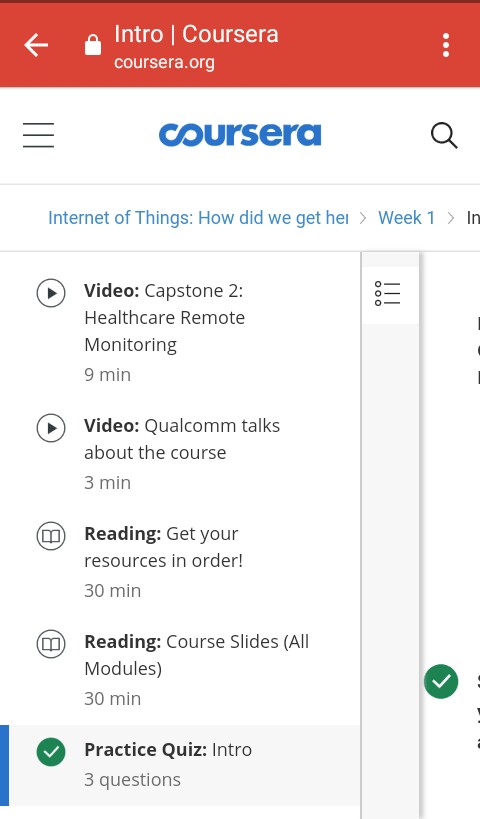 Intro | Coursera
coursera.org
coursera
Internet of Things: How did we get her > Week 1 > In
Video: Capstone 2:
Healthcare Remote
Monitoring
9 min
Video: Qualcomm talks
about the course
3 min
Reading: Get your
resources in order!
30 min
Reading: Course Slides (All
Modules)
30 min
Practice Quiz: Intro
3 questions